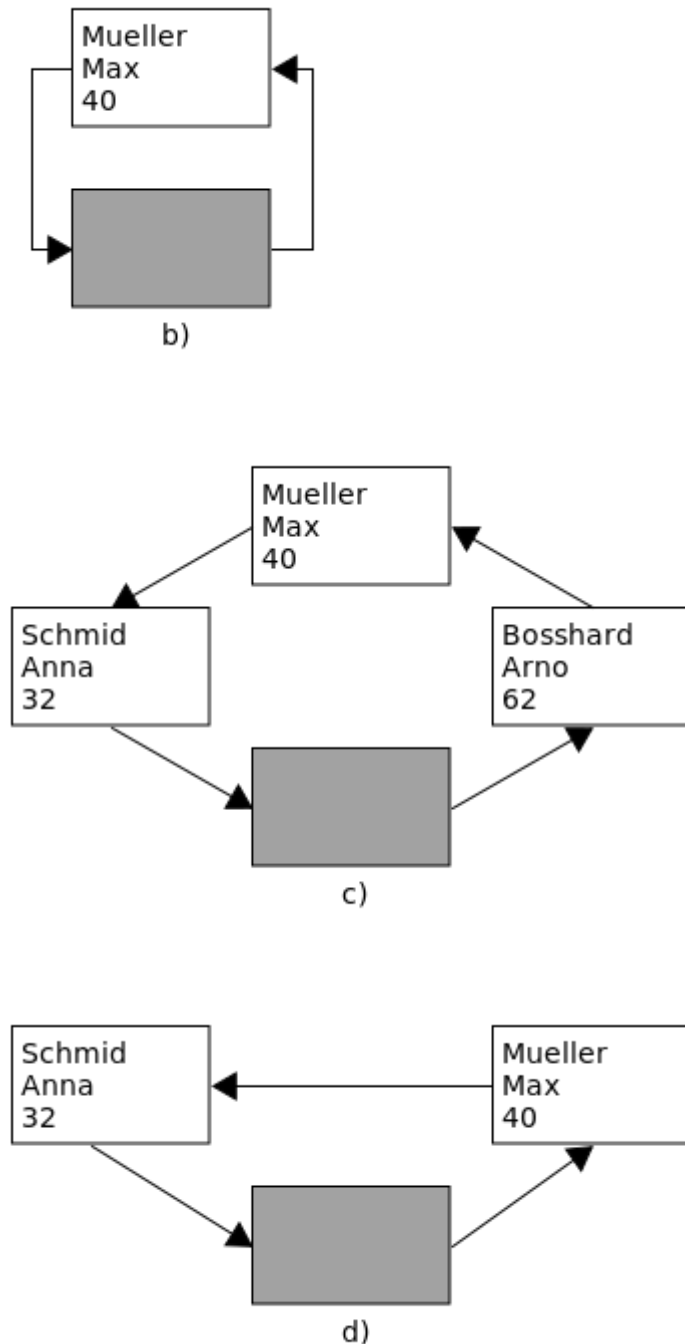 Mueller
Max
40
b)
Mueller
Max
40
Schmid
Anna
32
Bosshard
Arno
62
c)
Schmid
Anna
32
Mueller
Max
40
d)